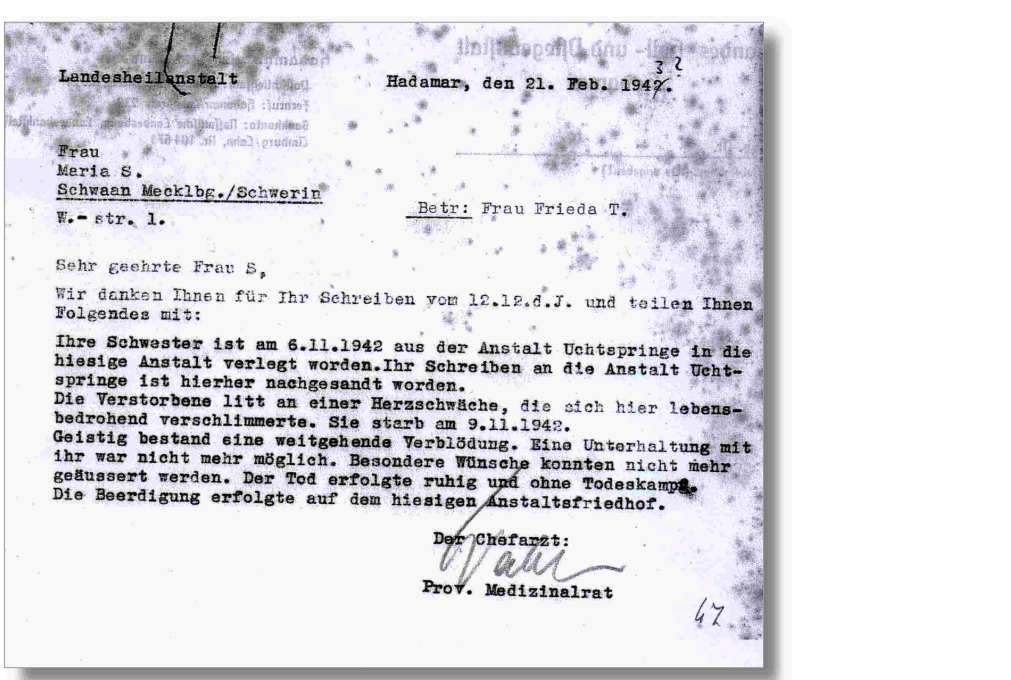 Landesheilanstalt
Hadamar, den 21. Feb. 1942.
3 ?
Frau
Maria S.
Schwaan Mecklbg./Schwerin
W.- str. 1.
Betr: Frau Frieda T.
Sehr geehrte Frau S,
Wir danken Ihnen für Ihr Schreiben vom 12.12.d.J. und teilen Ihnen
Folgendes mit:
Ihre Schwester ist am 6.11.1942 aus der Anstalt Uchtspringe in die
hiesige Anstalt verlegt worden.Ihr Schreiben an die Anstalt Ucht-
springe ist hierher nachgesandt worden.
Die Verstorbene litt an einer Herzschwäche, die sich hier lebens-
bedrohend verschlimmerte. Sie starb am 9.11.1942.
Geistig bestand eine weitgehende Verblödung. Eine Unterhaltung mit
ihr war nicht mehr möglich. Besondere Wünsche konnten nicht mehr
geäussert werden. Der Tod erfolgte ruhig und ohne Todeskampf.
Die Beerdigung erfolgte auf dem hiesigen Anstaltsfriedhof.
Der Chefarzt:
Prov. Medizinalrat
47